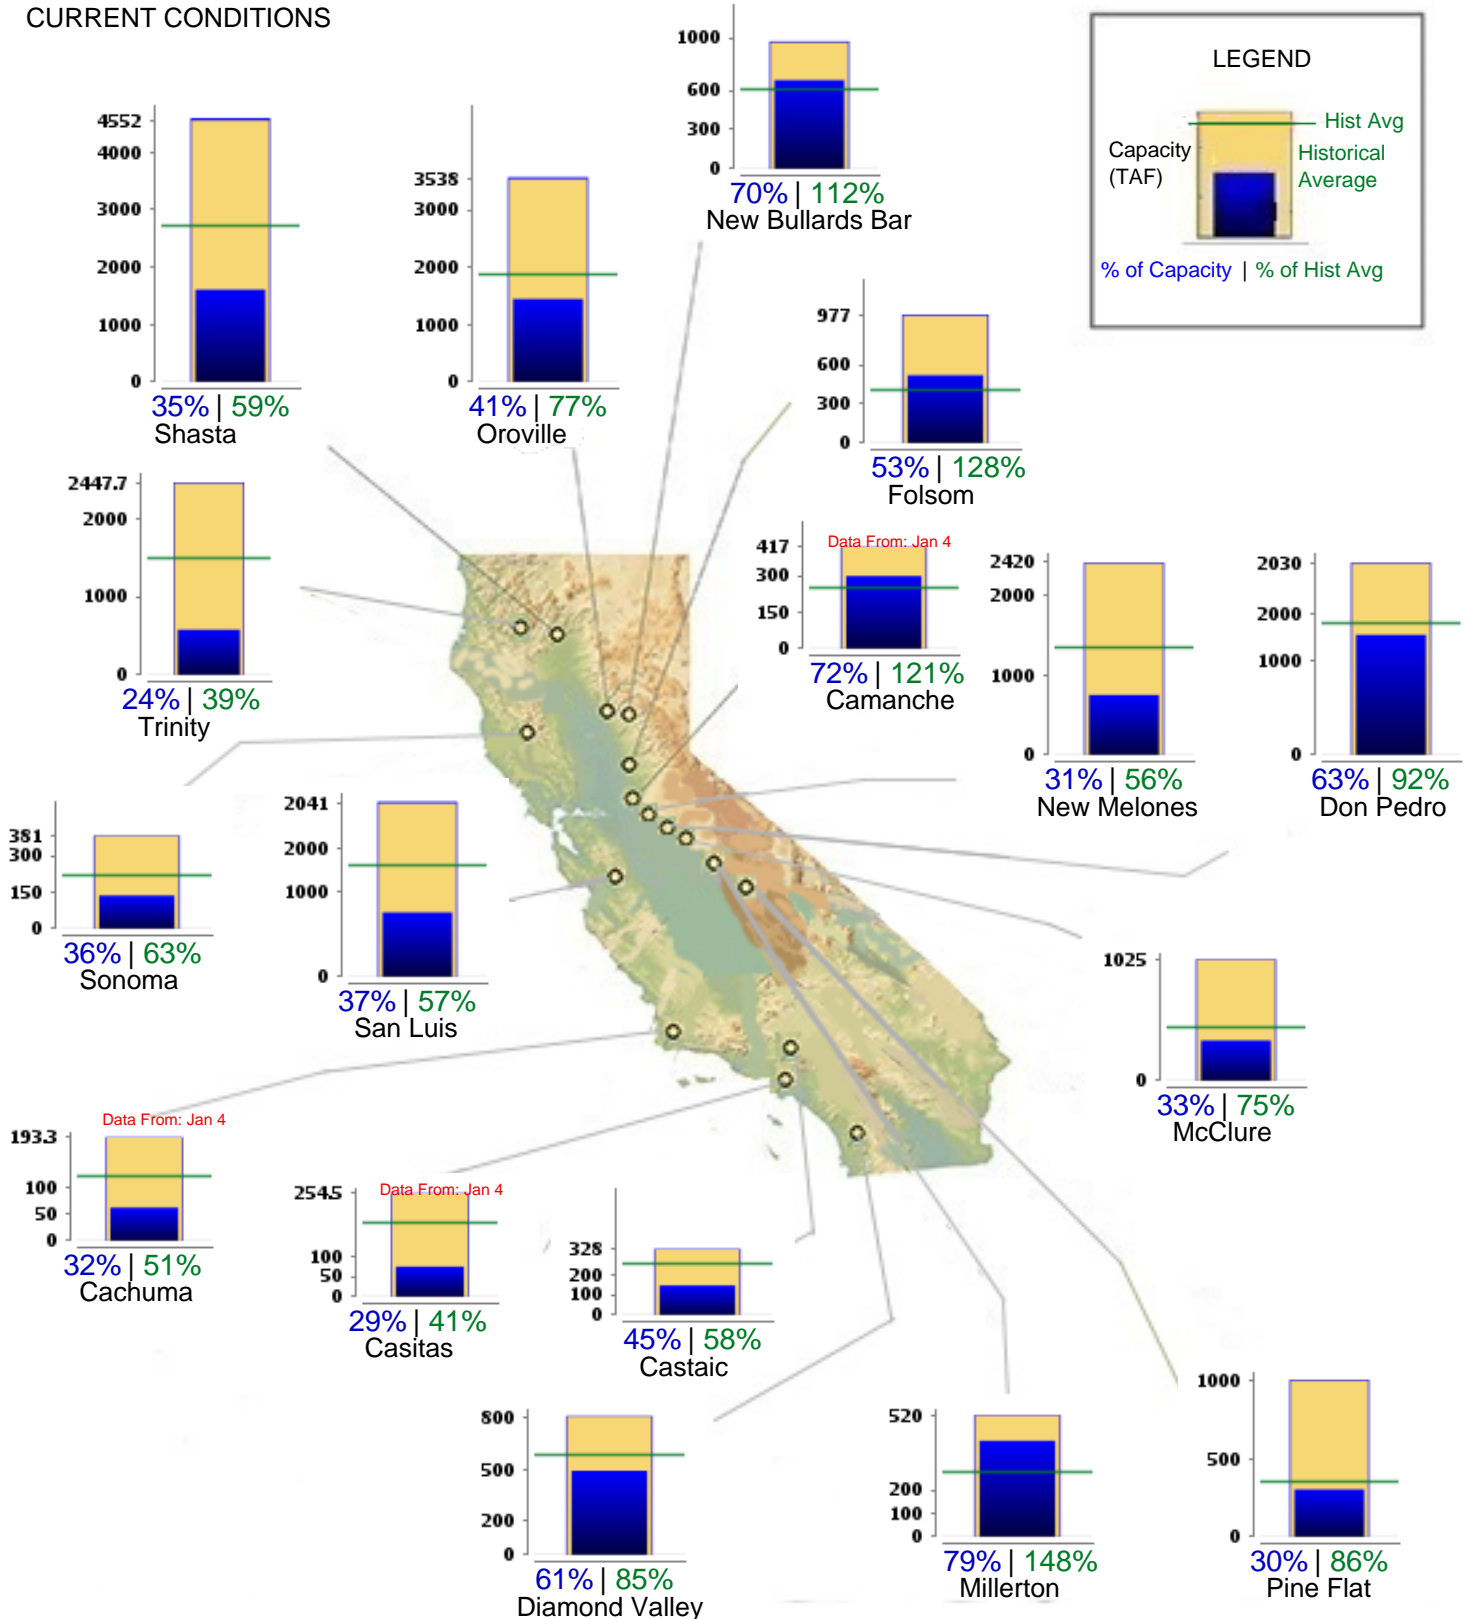 CURRENT CONDITIONS
1000
600
300
0
70% | 112%
New Bullards Bar
LEGEND
Hist Avg
Capacity
(TAF)
Historical
Average
% of Capacity | % of Hist Avg
4552
4000
3000
2000
1000
0
35% | 59%
Shasta
3538
3000
2000
1000
0
41% | 77%
Oroville
977
600
300
0
53% | 128%
Folsom
2447.7
2000
1000
0
24% | 39%
Trinity
Data From: Jan 4
417
300
150
0
72% | 121%
Camanche
2420
2000
1000
0
31% | 56%
New Melones
2030
2000
1000
0
63% | 92%
Don Pedro
381
300
150
0
36% | 63%
Sonoma
2041
2000
1000
0
37% | 57%
San Luis
1025
0
33% | 75%
McClure
Data From: Jan 4
193.3
100
50
0
32% | 51%
Cachuma
Data From: Jan 4
254.5
100
50
0
29% | 41%
Casitas
328
200
100
0
45% | 58%
Castaic
800
500
200
0
61% | 85%
Diamond Valley
520
200
100
0
79% | 148%
Millerton
1000
500
0
30% | 86%
Pine Flat